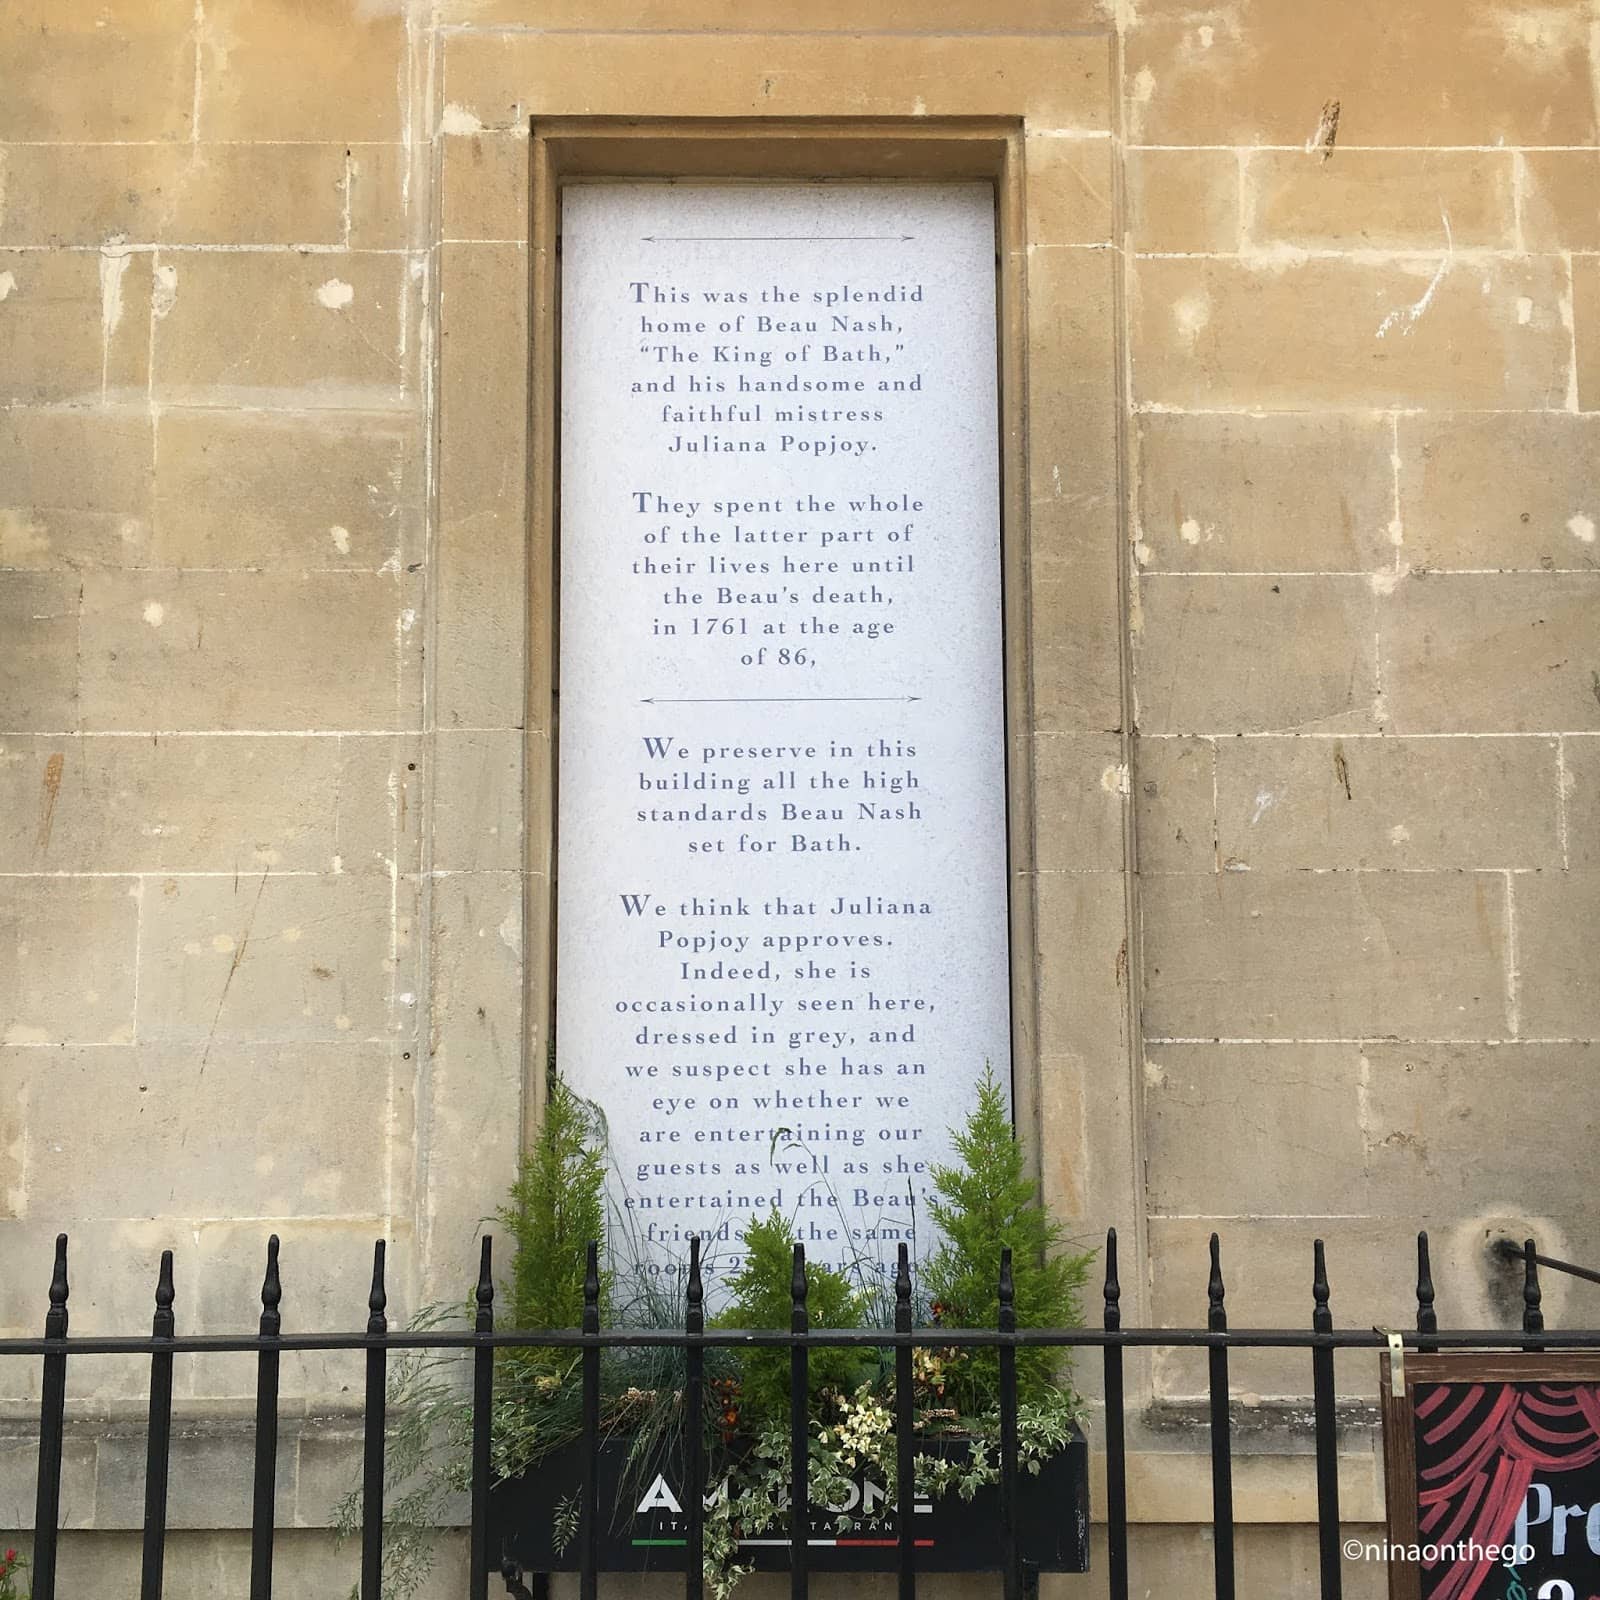 This was the splendid
home of Beau Nash,
“The King of Bath,”
and his handsome and
faithful mistress
Juliana Popjoy.
They spent the whole
of the latter part of
their lives here until
the Beau’s death,
in 1761 at the age
of 86,
We preserve in this
building all the high
standards Beau Nash
set for Bath.
We think that Juliana
Popjoy approves.
Indeed, she is
occasionally seen here,
dressed in grey, and
we suspect she has an
eye on whether we
are entertaining our
guests as well as she
entertained the Beau’s
friends the same
rooms ago
©ninaonthego